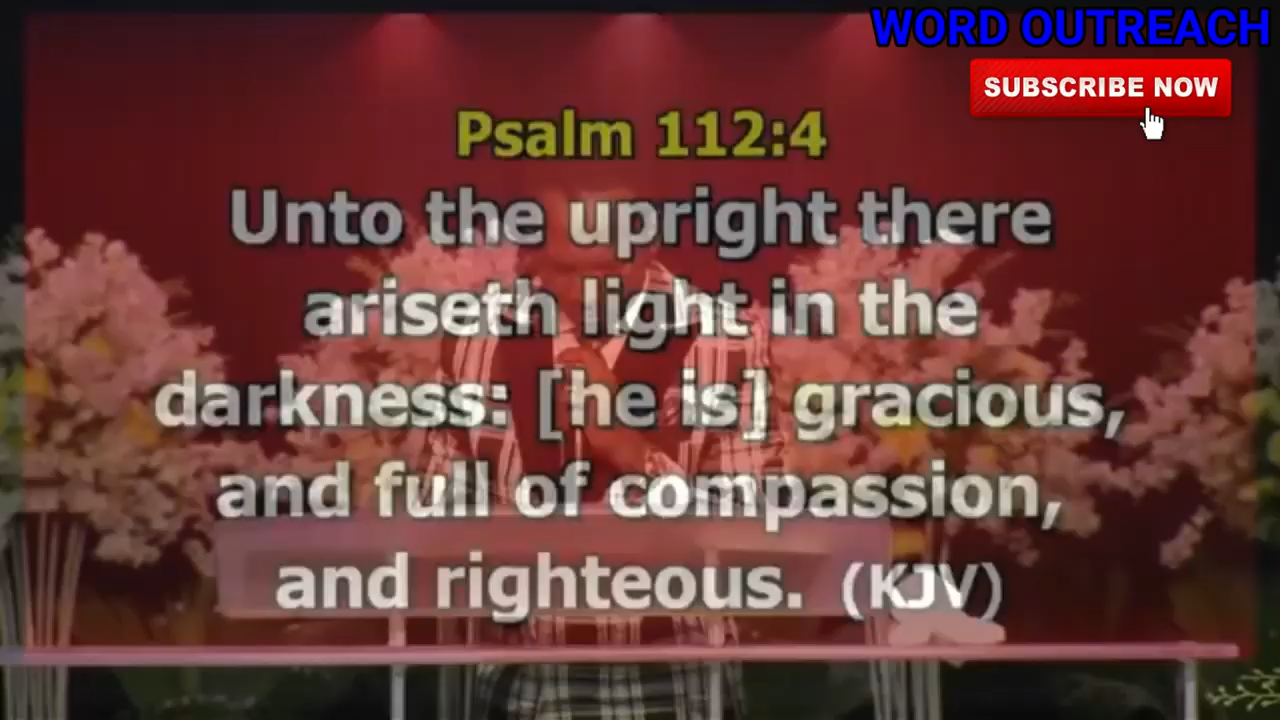 WORD OUTREACH
SUBSCRIBE NOW
Psalm 112:4
Unto the upright there
ariseth light in the
darkness: [he is] gracious,
and full of compassion,
and righteous. (KJV)